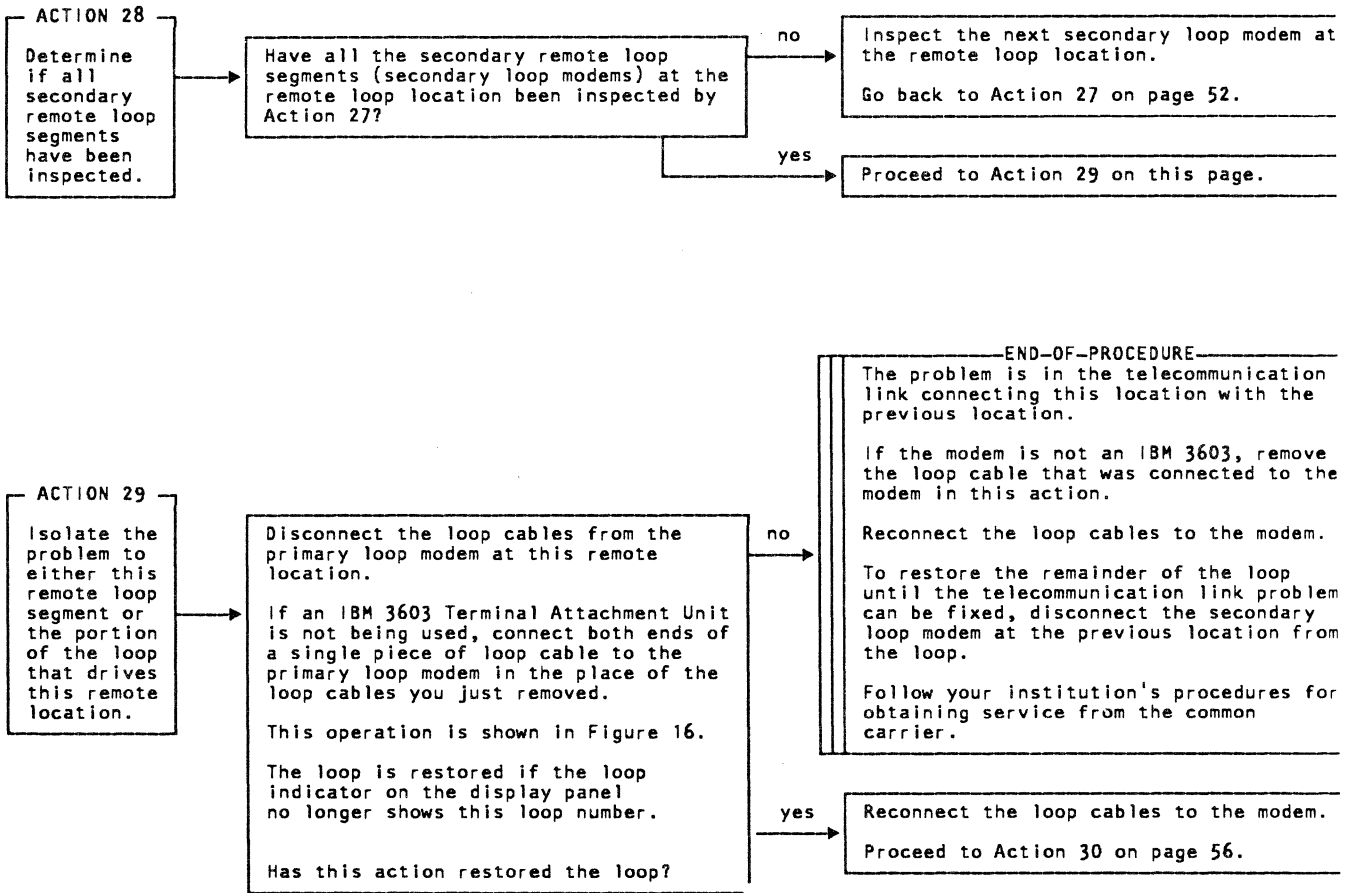 ACTION 28
Determine
if all
secondary
remote loop
segments
have been
inspected.
Have all the secondary remote loop
segments (secondary loop modems) at the
remote loop location been inspected by
Action 27?
no
Inspect the next secondary loop modem at
the remote loop location.
Go back to Action 27 on page 52.
yes
Proceed to Action 29 on this page.
ACTION 29
Isolate the
problem to
either this
remote loop
segment or
the portion
of the loop
that drives
this remote
location.
Disconnect the loop cables from the
primary loop modem at this remote
location.
If an IBM 3603 Terminal Attachment Unit
is not being used, connect both ends of
a single piece of loop cable to the
primary loop modem in the place of the
loop cables you just removed.
This operation is shown in Figure 16.
The loop is restored if the loop
indicator on the display panel
no longer shows this loop number.
Has this action restored the loop?
no
END-OF-PROCEDURE
The problem is in the telecommunication
link connecting this location with the
previous location.
If the modem is not an IBM 3603, remove
the loop cable that was connected to the
modem in this action.
Reconnect the loop cables to the modem.
To restore the remainder of the loop
until the telecommunication link problem
can be fixed, disconnect the secondary
loop modem at the previous location from
the loop.
Follow your institution's procedures for
obtaining service from the common
carrier.
yes
Reconnect the loop cables to the modem.
Proceed to Action 30 on page 56.